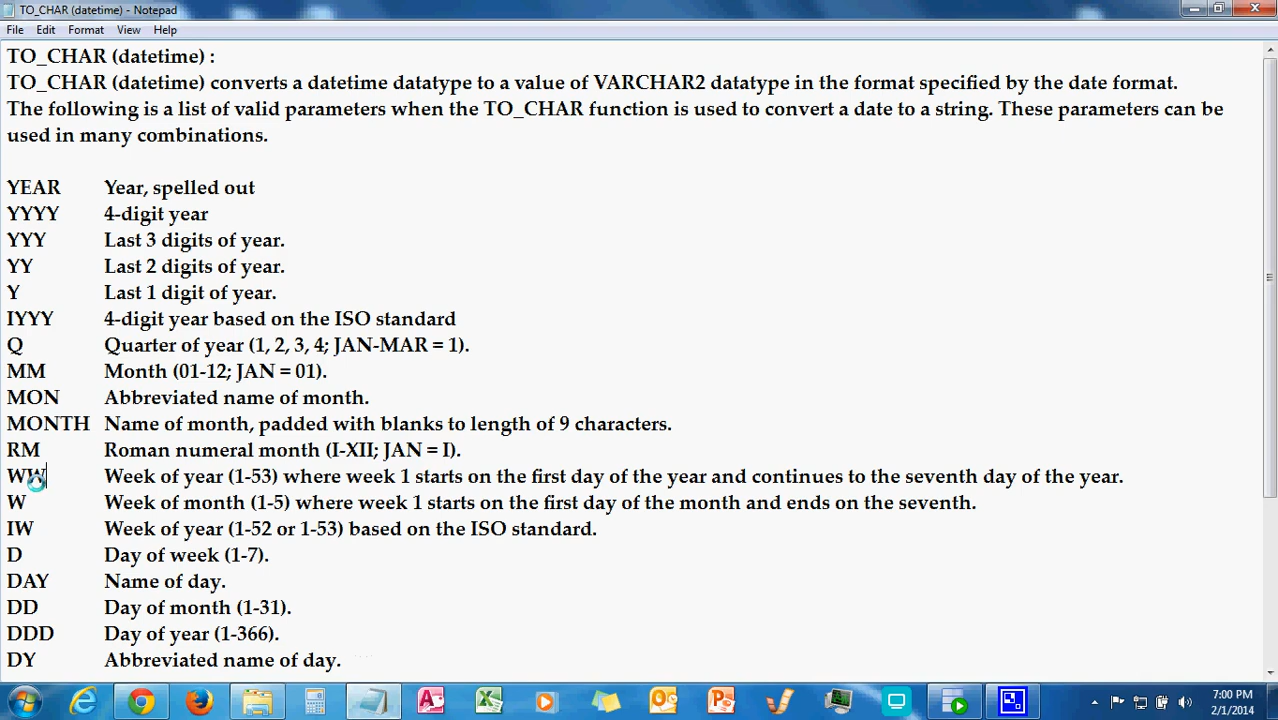 TO_CHAR (datetime) - Notepad
File Edit Format View Help
TO_CHAR (datetime) :
TO_CHAR (datetime) converts a datetime datatype to a value of VARCHAR2 datatype in the format specified by the date format.
The following is a list of valid parameters when the TO_CHAR function is used to convert a date to a string. These parameters can be
used in many combinations.
YEAR Year, spelled out
YYYY 4-digit year
YYY Last 3 digits of year.
YY Last 2 digits of year.
Y Last 1 digit of year.
IYYY 4-digit year based on the ISO standard
Q Quarter of year (1, 2, 3, 4; JAN-MAR = 1).
MM Month (01-12; JAN = 01).
MON Abbreviated name of month.
MONTH Name of month, padded with blanks to length of 9 characters.
RM Roman numeral month (I-XII; JAN = I).
WW Week of year (1-53) where week 1 starts on the first day of the year and continues to the seventh day of the year.
W Week of month (1-5) where week 1 starts on the first day of the month and ends on the seventh.
IW Week of year (1-52 or 1-53) based on the ISO standard.
D Day of week (1-7).
DAY Name of day.
DD Day of month (1-31).
DDD Day of year (1-366).
DY Abbreviated name of day.
7:00 PM
2/1/2014